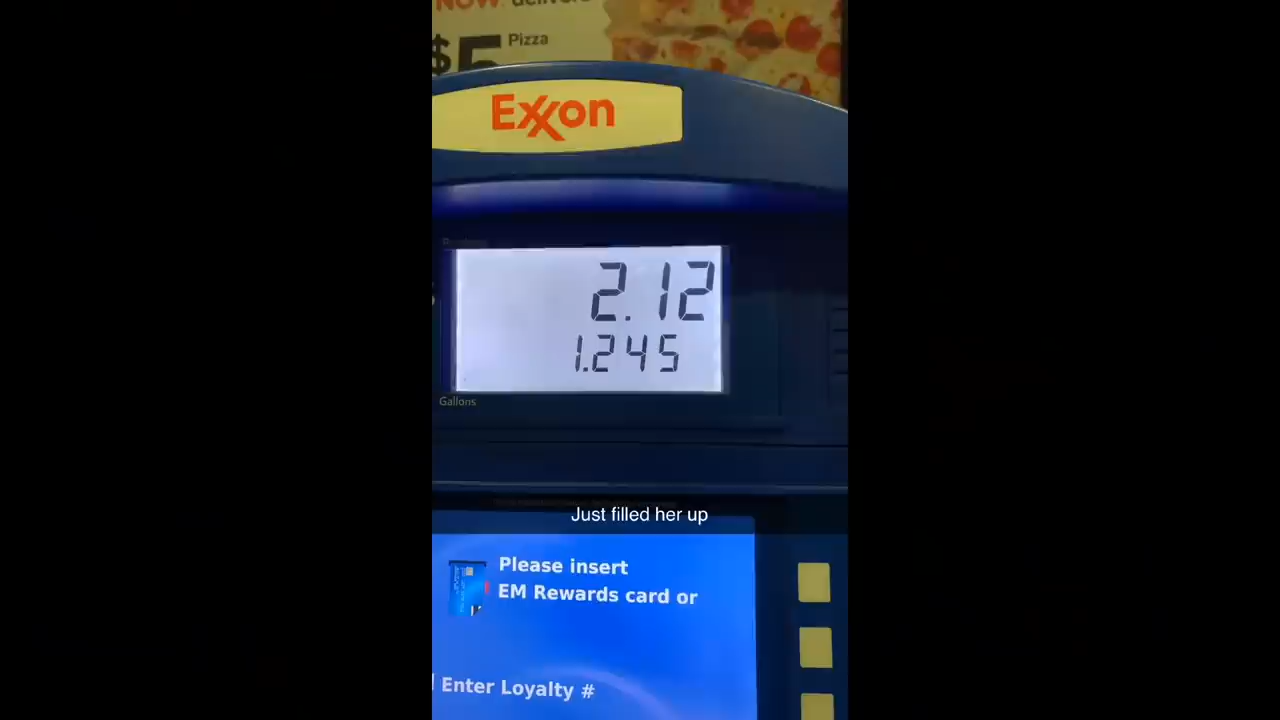 NOW delivers
$5 Pizza
Exxon
2.12
1.245
Gallons
Just filled her up
Please insert
EM Rewards card or
Enter Loyalty #